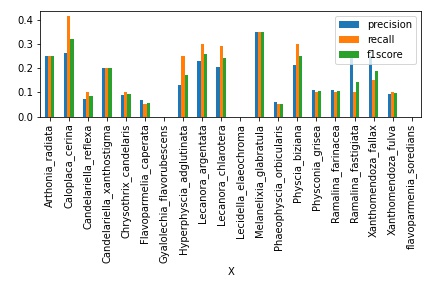 precision
recall
f1score
0.4
0.3
0.2
0.1
0.0
Arthonia_radiata
Caloplaca_cerina
Candelariella_reflexa
Candelariella_xanthostigma
Chrysothrix_candelaris
Flavoparmelia_caperata
Gyalolechia_flavorubescens
Hyperphyscia_adglutinata
Lecanora_argentata
Lecanora_chlarotera
Lecidella_elaeochroma
Melanelixia_glabratula
Phaeophyscia_orbicularis
Physcia_biziana
Physconia_grisea
Ramalina_farinacea
Ramalina_fastigiata
Xanthomendoza_fallax
Xanthomendoza_fulva
flavoparmenia_soredians
X